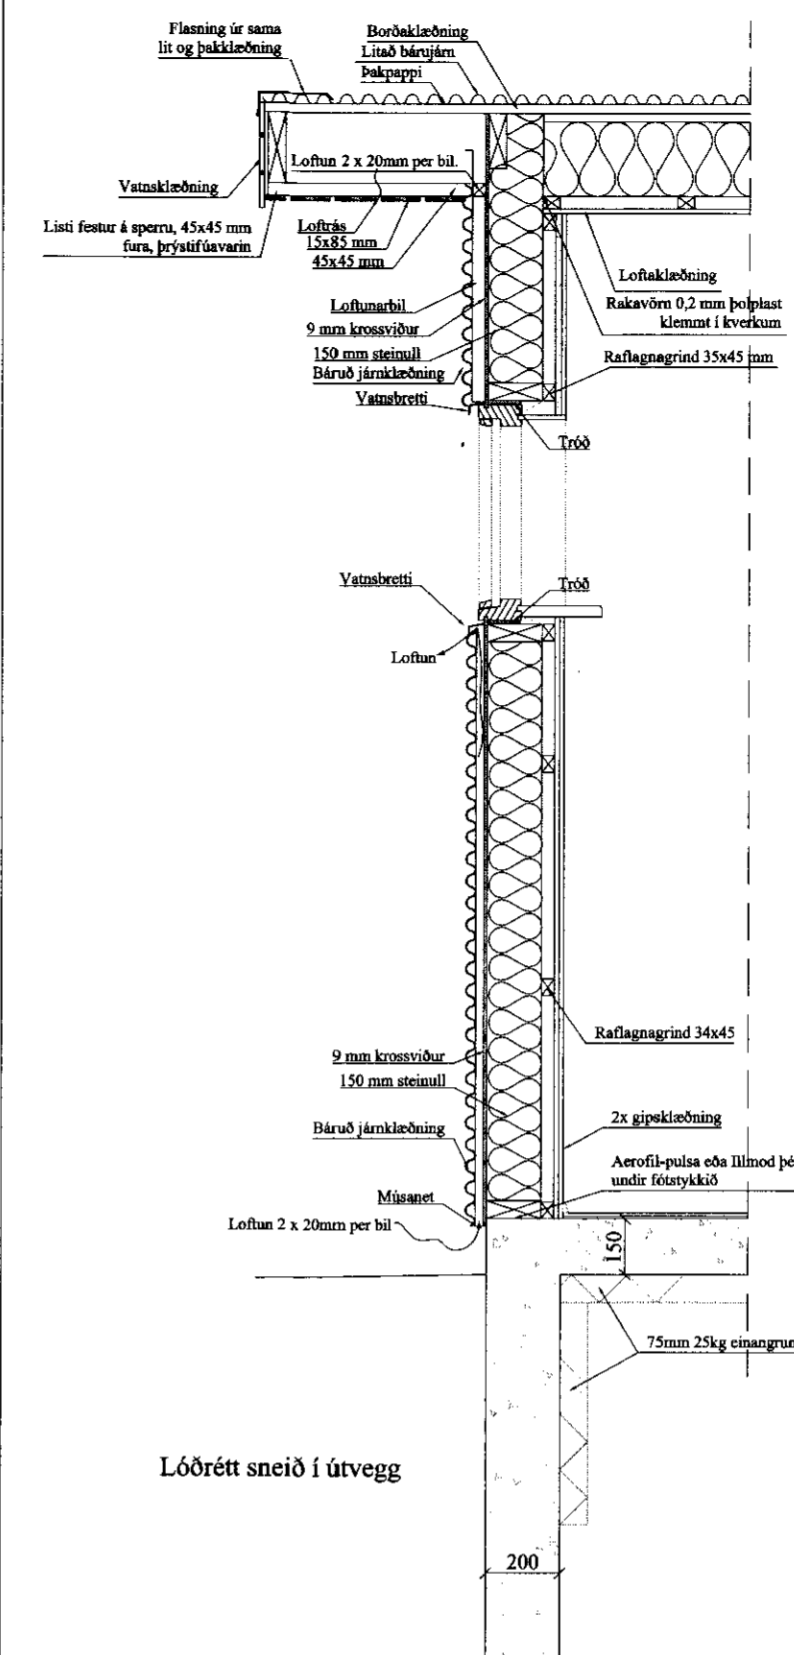 Flasning úr sama
lit og þakklæðning
Borðaklæðning
Litað bárujárn
Þakpappi
Loftun 2 x 20mm per bil.
Vatnsklæðning
Listi festur á sperru, 45x45 mm
fura, þrýstifúavarin
Loftrás
15x85 mm
45x45 mm
Loftaklæðning
Rakavörn 0,2 mm þolplast
klemmt í kverkum
Loftunarbil
9 mm krossviður
150 mm steinull
Báruð járnklæðning
Vatnsbretti
Raflagnagrind 35x45 mm
Tróð
Vatnsbretti
Tróð
Loftun
Raflagnagrind 34x45
9 mm krossviður
150 mm steinull
2x gipsklæðning
Báruð járnklæðning
Aerofil-pulsa eða Illmod þé
undir fótstykkið
Músanet
Loftun 2 x 20mm per bil
150
75mm 25kg einangrun
Lóðrétt sneið í útvegg
200